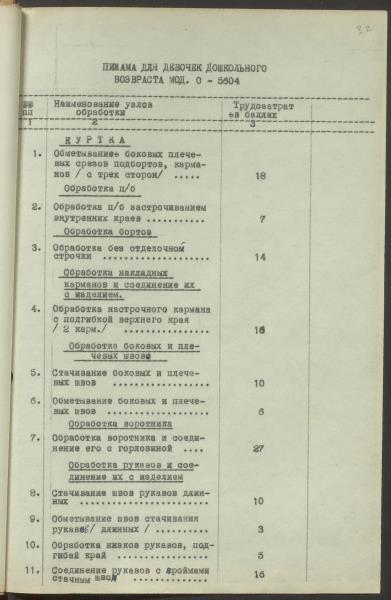 32
ПИЖАМА ДЛЯ ДЕВОЧЕК ДОШКОЛЬНОГО
ВОЗРАСТА МОД. 0 - 5604
№№ Наименование узлов Трудозатрат
пп обработки в баллах
1 2 3
К У Р Т К А
1. Обметывание боковых плече-
вых срезов подбортов, карма-
нов / с трех сторон/ ..... 18
Обработка п/б
2. Обработка п/б застрочиванием
внутренних краев .......... 7
Обработка бортов
3. Обработка без отделочной
строчки .................. 14
Обработка накладных
карманов и соединение их
с изделием.
4. Обработка настрочного кармана
с подгибкой верхнего края
/ 2 карм./ ............... 16
Обработка боковых и пле-
чевых швов
5. Стачивание боковых и плече-
вых швов ................ 10
6. Обметывание боковых и плече-
вых швов ................ 6
Обработка воротника
7. Обработка воротника и соеди-
нение его с горловиной .... 27
Обработка рукавов и сое-
динение их с изделием
8. Стачивание швов рукавов длин-
ных ..................... 10
9. Обметывание швов стачивания
рукавов/ длинных / ......... 3
10. Обработка низков рукавов, под-
гибай край ............... 5
11. Соединение рукавов с проймами
стачным швом ............ 16